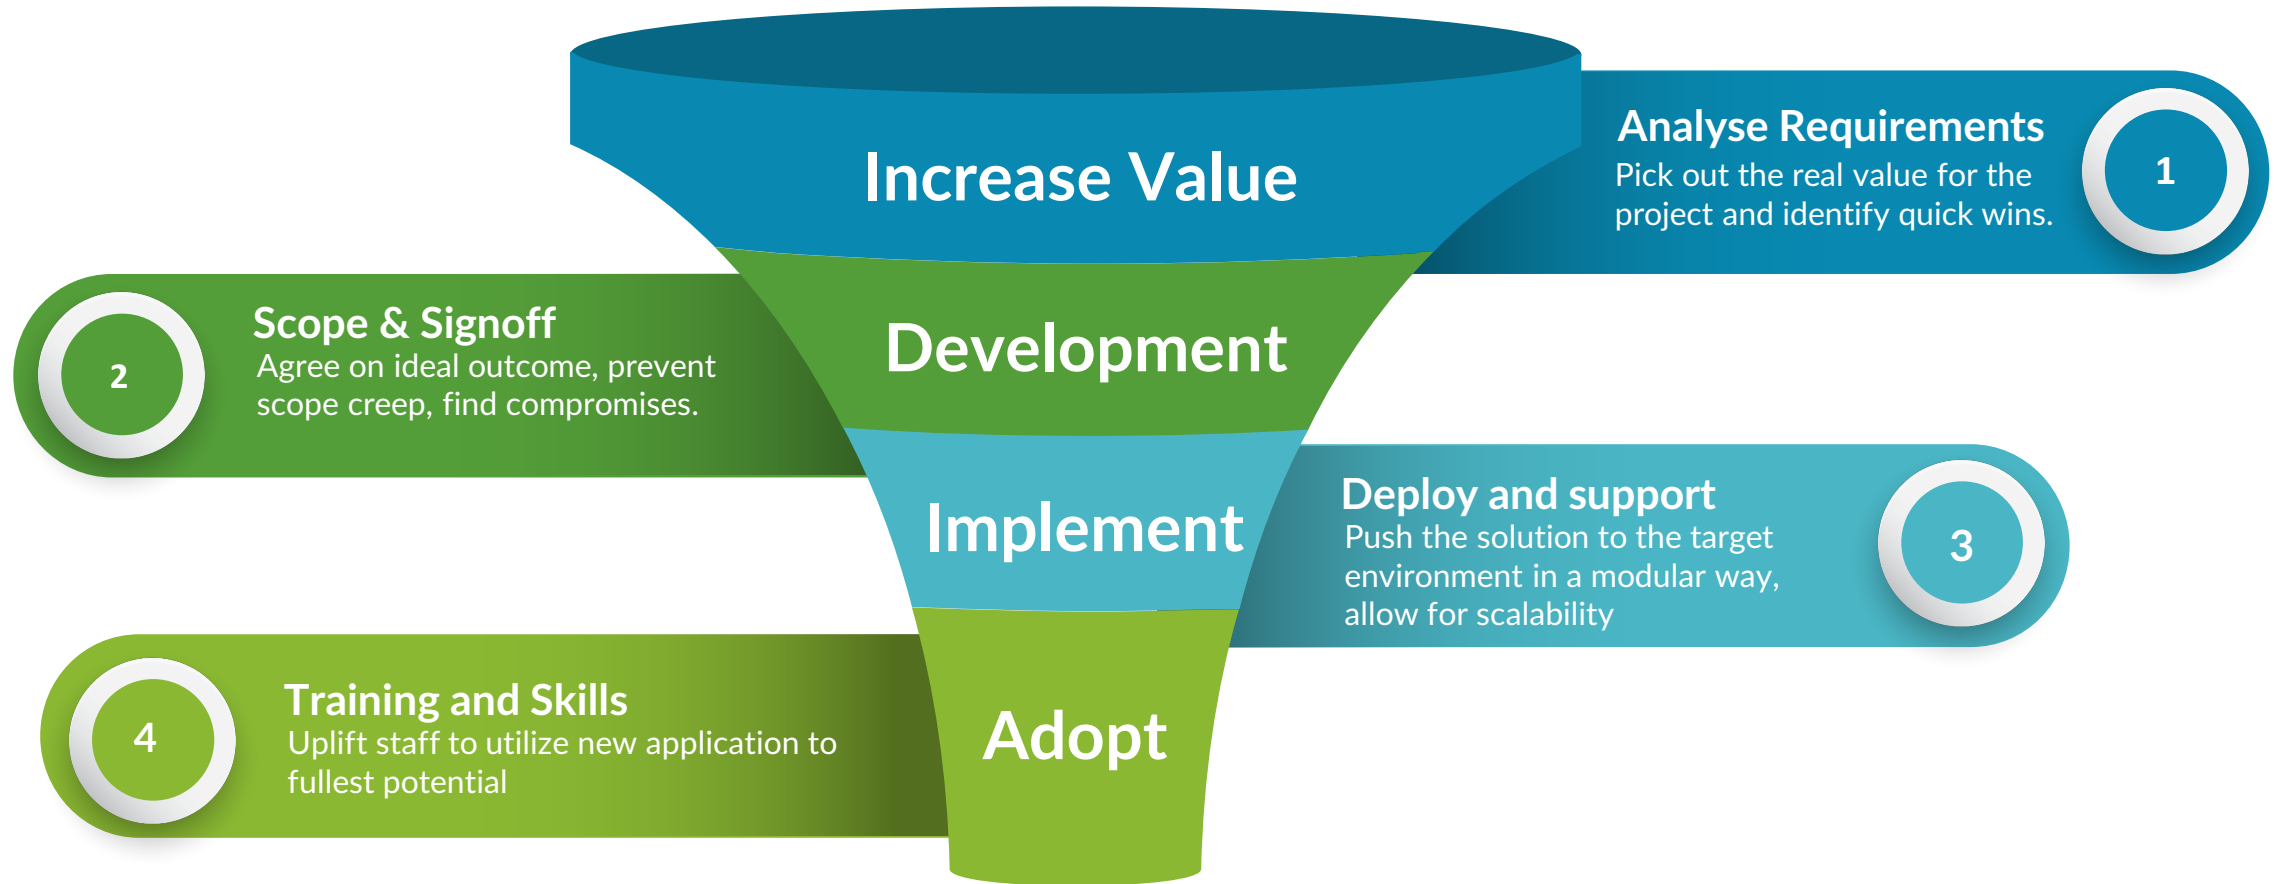 Increase Value
Analyse Requirements
Pick out the real value for the
project and identify quick wins.
1
Development
2
Scope & Signoff
Agree on ideal outcome, prevent
scope creep, find compromises.
Implement
Deploy and support
Push the solution to the target
environment in a modular way,
allow for scalability
3
Adopt
4
Training and Skills
Uplift staff to utilize new application to
fullest potential